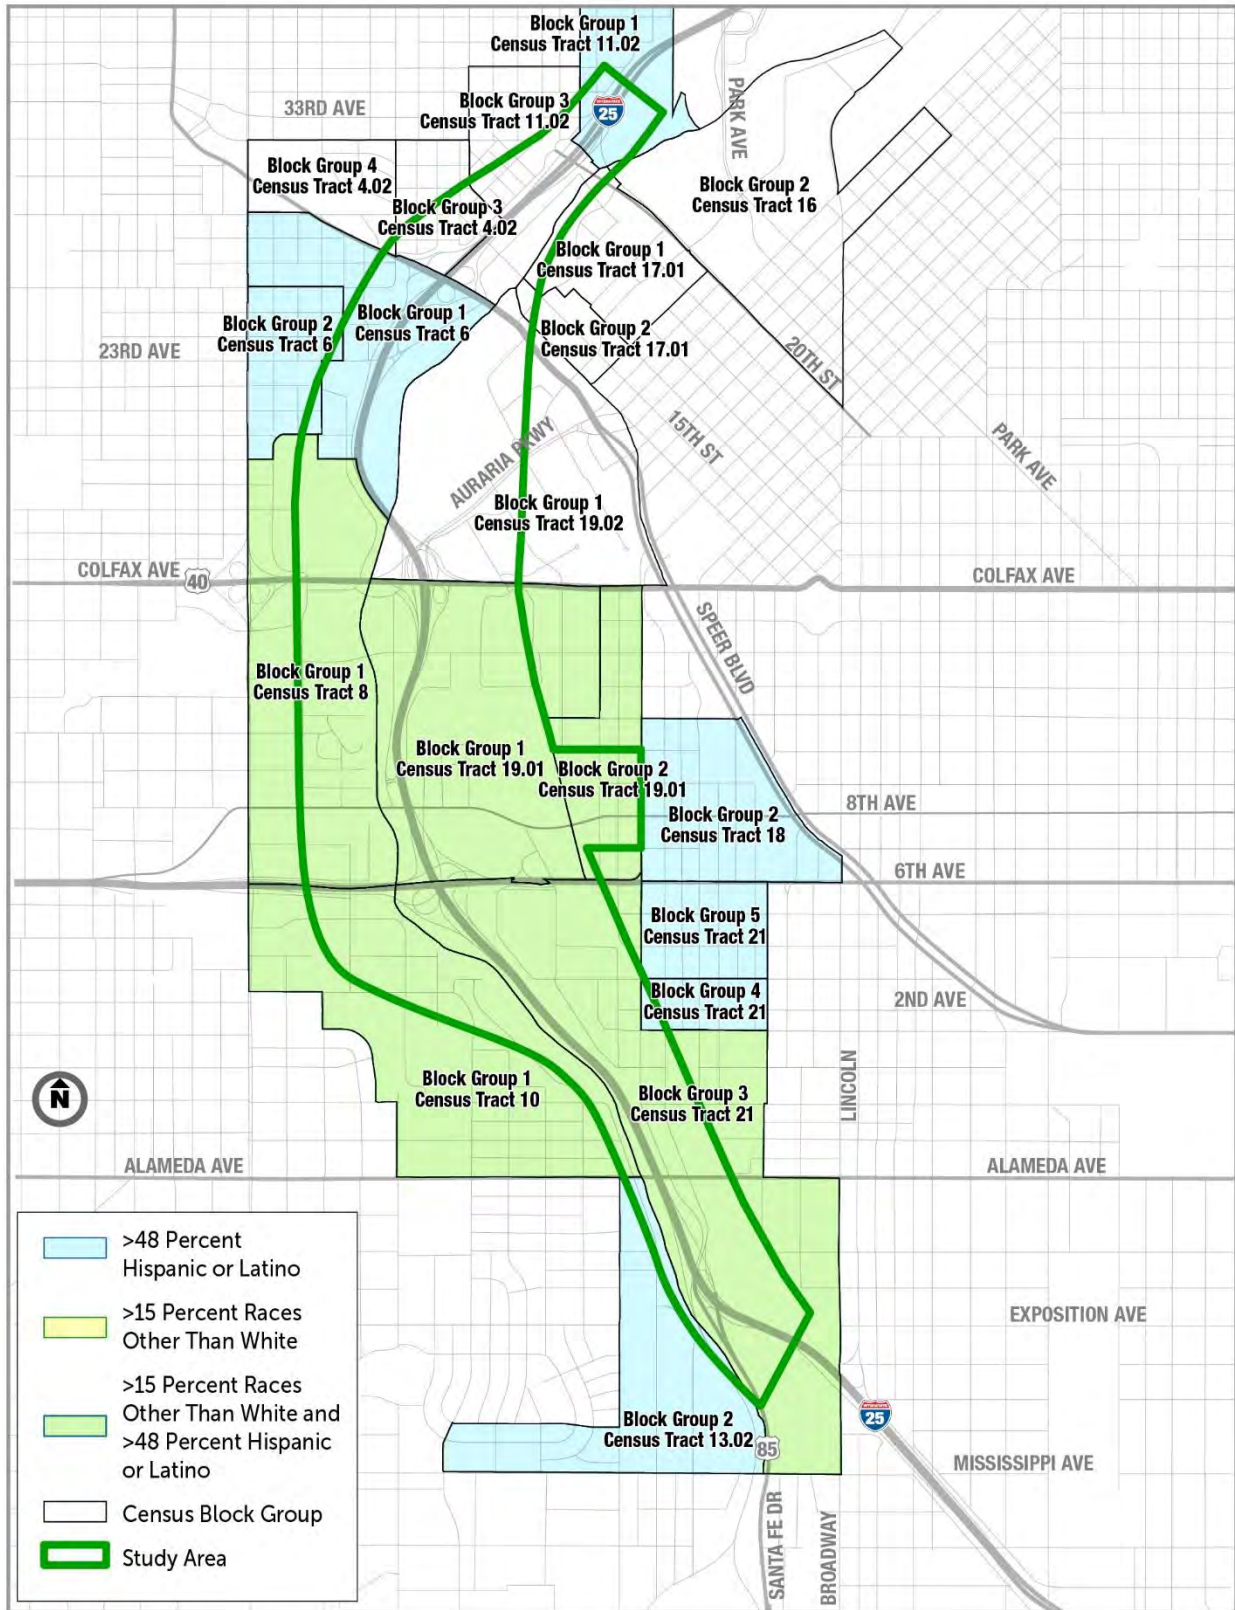 Block Group 1
Census Tract 11.02
33RD AVE
Block Group 3
Census Tract 11.02
INTERSTATE
25
PARK AVE
Block Group 4
Census Tract 4.02
Block Group 3
Census Tract 4.02
Block Group 2
Census Tract 16
Block Group 1
Census Tract 17.01
Block Group 2
Census Tract 6
Block Group 1
Census Tract 6
Block Group 2
Census Tract 17.01
23RD AVE
20TH ST
15TH ST
PARK AVE
AURARIA PKWY
Block Group 1
Census Tract 19.02
COLFAX AVE
40
COLFAX AVE
SPEER BLVD
Block Group 1
Census Tract 8
Block Group 1
Census Tract 19.01
Block Group 2
Census Tract 19.01
Block Group 2
Census Tract 18
8TH AVE
6TH AVE
Block Group 5
Census Tract 21
Block Group 4
Census Tract 21
2ND AVE
N
Block Group 1
Census Tract 10
Block Group 3
Census Tract 21
LINCOLN
ALAMEDA AVE
ALAMEDA AVE
>48 Percent
Hispanic or Latino
>15 Percent Races
Other Than White
>15 Percent Races
Other Than White and
>48 Percent Hispanic
or Latino
Census Block Group
Study Area
EXPOSITION AVE
Block Group 2
Census Tract 13.02
85
INTERSTATE
25
MISSISSIPPI AVE
SANTA FE DR
BROADWAY